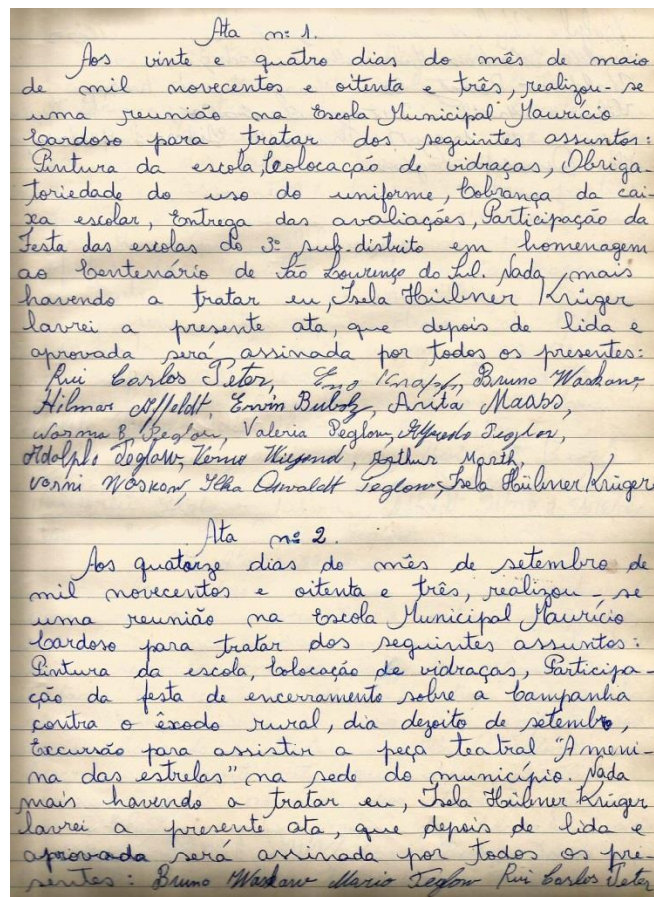 Ata nº 1.
Aos vinte e quatro dias do mês de maio
de mil novecentos e oitenta e três, realizou-se
uma reunião na Escola Municipal Maurício
Cardoso para tratar dos seguintes assuntos:
Pintura da escola, Colocação de vidraças, Obriga-
toriedade do uso do uniforme, Cobrança da cai-
xa escolar, Entrega das avaliações, Participação da
Festa das escolas do 3º sub-distrito em homenagem
ao Centenário de São Lourenço do Sul. Nada mais
havendo a tratar eu, Isela Hübner Krüger
lavrei a presente ata, que depois de lida e
aprovada será assinada por todos os presentes:
Rui Carlos Peter, Bruno Waskow,
Hilmar Affeldt, Ervin Bubolz, Anita Maass,
Norma B. Peglow, Valeria Peglow, Alfredo Peglow,
Adolpho Peglow, Verno Wiegand, Arthur Marth,
Vorni Waskow, Ilka Oswaldt Peglow, Isela Hübner Krüger
Ata nº 2.
Aos quatorze dias do mês de setembro de
mil novecentos e oitenta e três, realizou-se
uma reunião na Escola Municipal Maurício
Cardoso para tratar dos seguintes assuntos:
Pintura da escola, Colocação de vidraças, Participa-
ção da festa de encerramento sobre a Campanha
contra o êxodo rural, dia dezoito de setembro,
Excursão para assistir a peça teatral "A meni-
na das estrelas" na sede do município. Nada
mais havendo a tratar eu, Isela Hübner Krüger
lavrei a presente ata, que depois de lida e
aprovada será assinada por todos os pre-
sentes: Bruno Waskow Mario Peglow Rui Carlos Peter